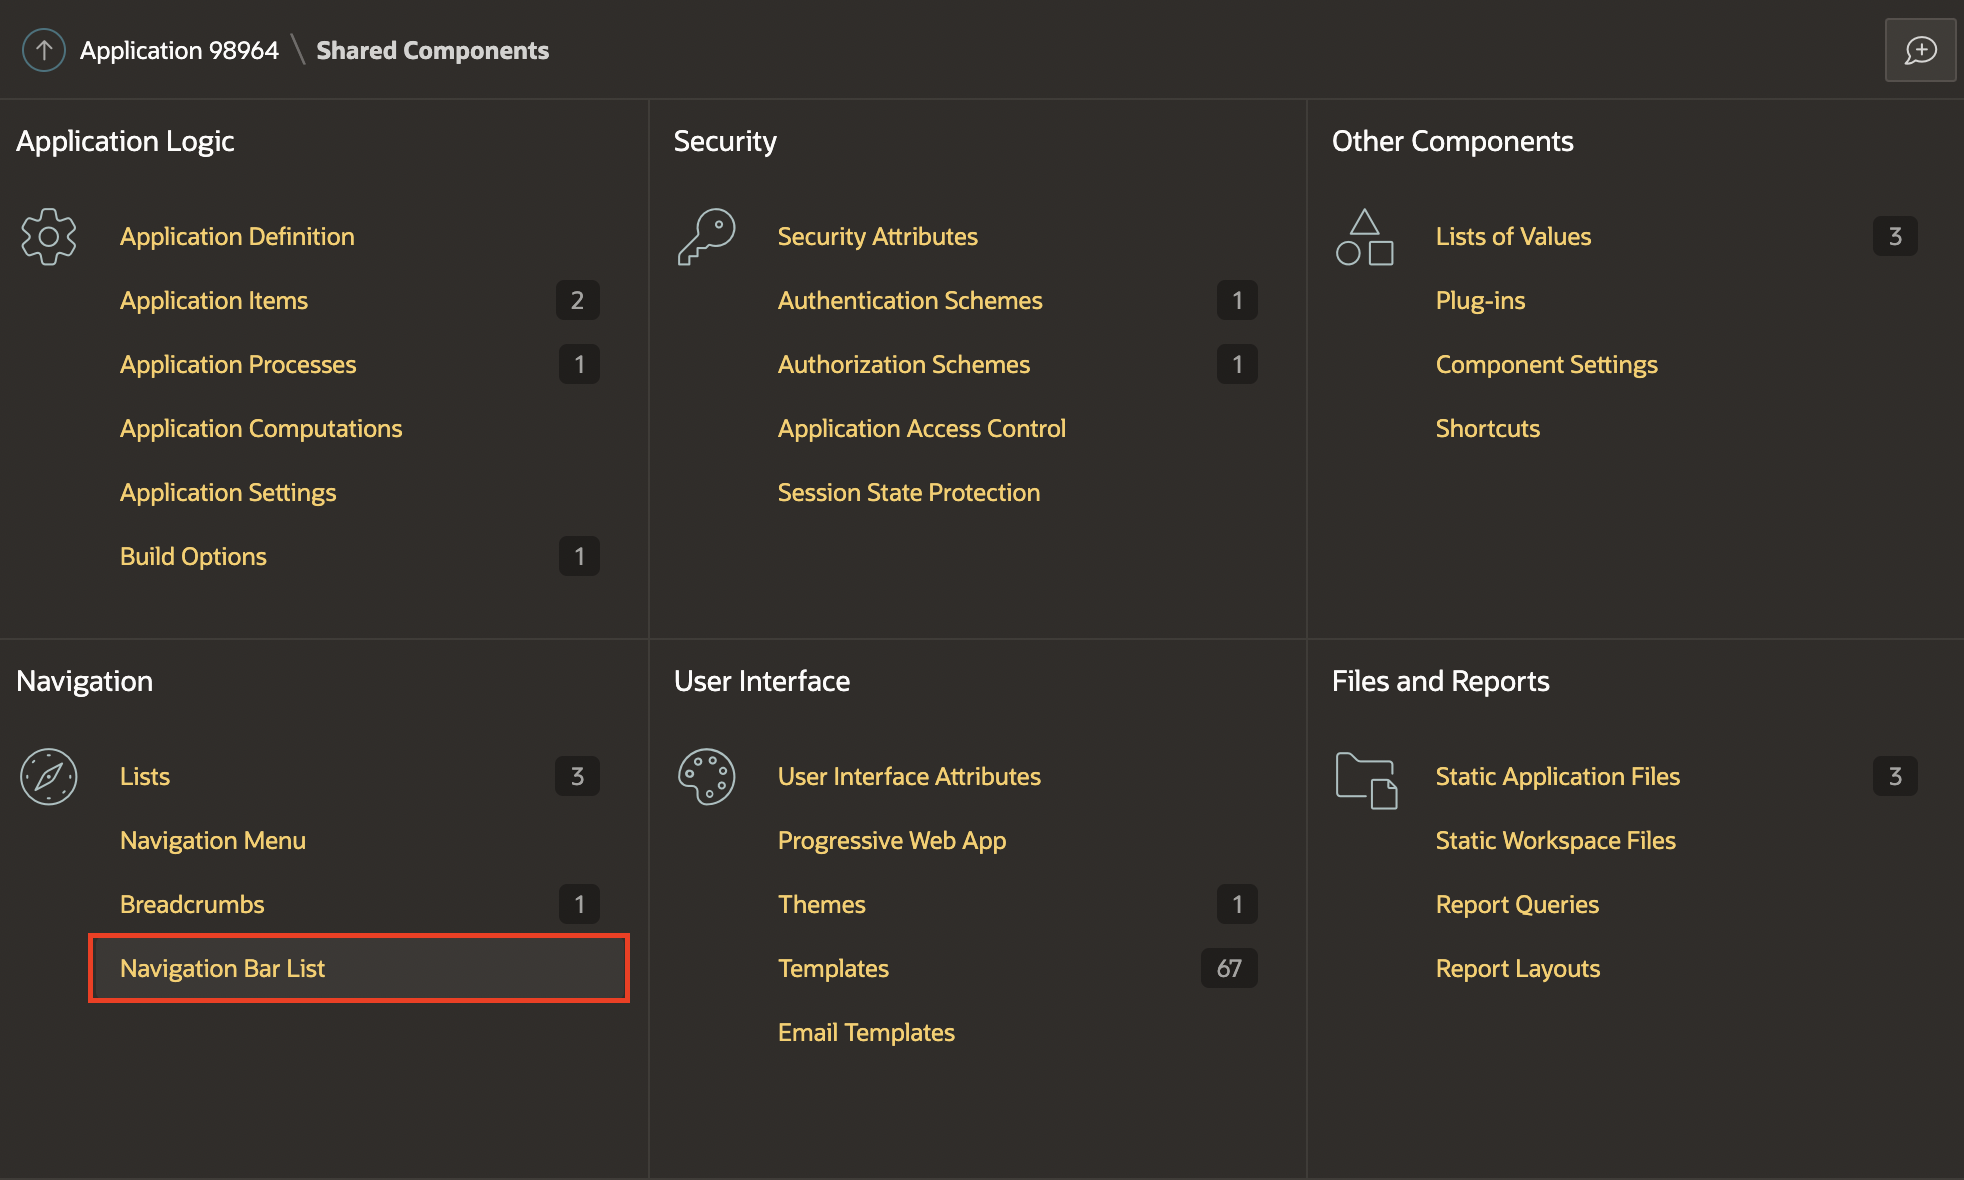 Application 98964 \ Shared Components
Application Logic
Application Definition
Application Items 2
Application Processes 1
Application Computations
Application Settings
Build Options 1
Security
Security Attributes
Authentication Schemes 1
Authorization Schemes 1
Application Access Control
Session State Protection
Other Components
Lists of Values 3
Plug-ins
Component Settings
Shortcuts
Navigation
Lists 3
Navigation Menu
Breadcrumbs 1
Navigation Bar List
User Interface
User Interface Attributes
Progressive Web App
Themes 1
Templates 67
Email Templates
Files and Reports
Static Application Files 3
Static Workspace Files
Report Queries
Report Layouts